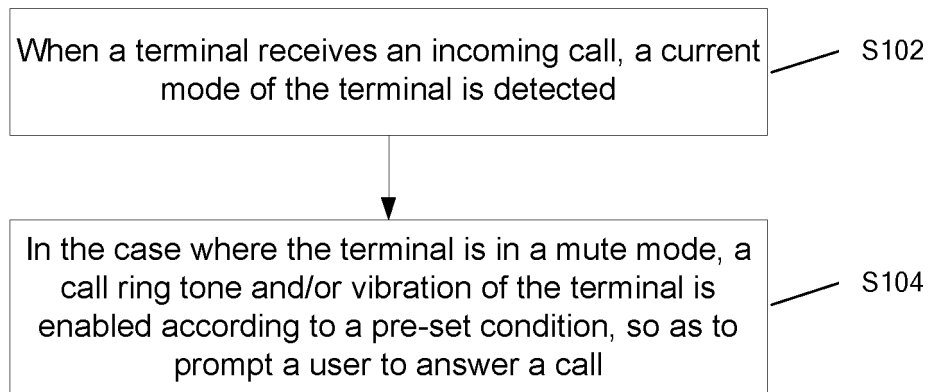 When a terminal receives an incoming call, a current
mode of the terminal is detected
S102
In the case where the terminal is in a mute mode, a
call ring tone and/or vibration of the terminal is
enabled according to a pre-set condition, so as to
prompt a user to answer a call
S104